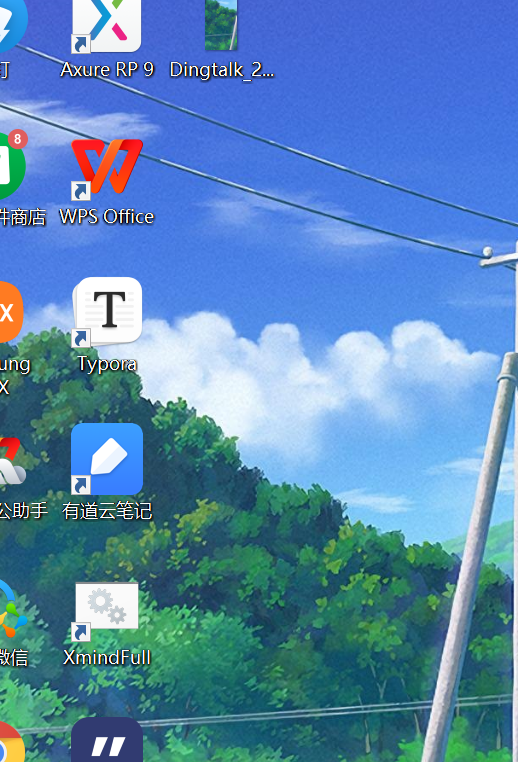 钉
Axure RP 9
Dingtalk_2...
8
件商店
WPS Office
X
ung
X
T
Typora
公助手
有道云笔记
微信
XmindFull